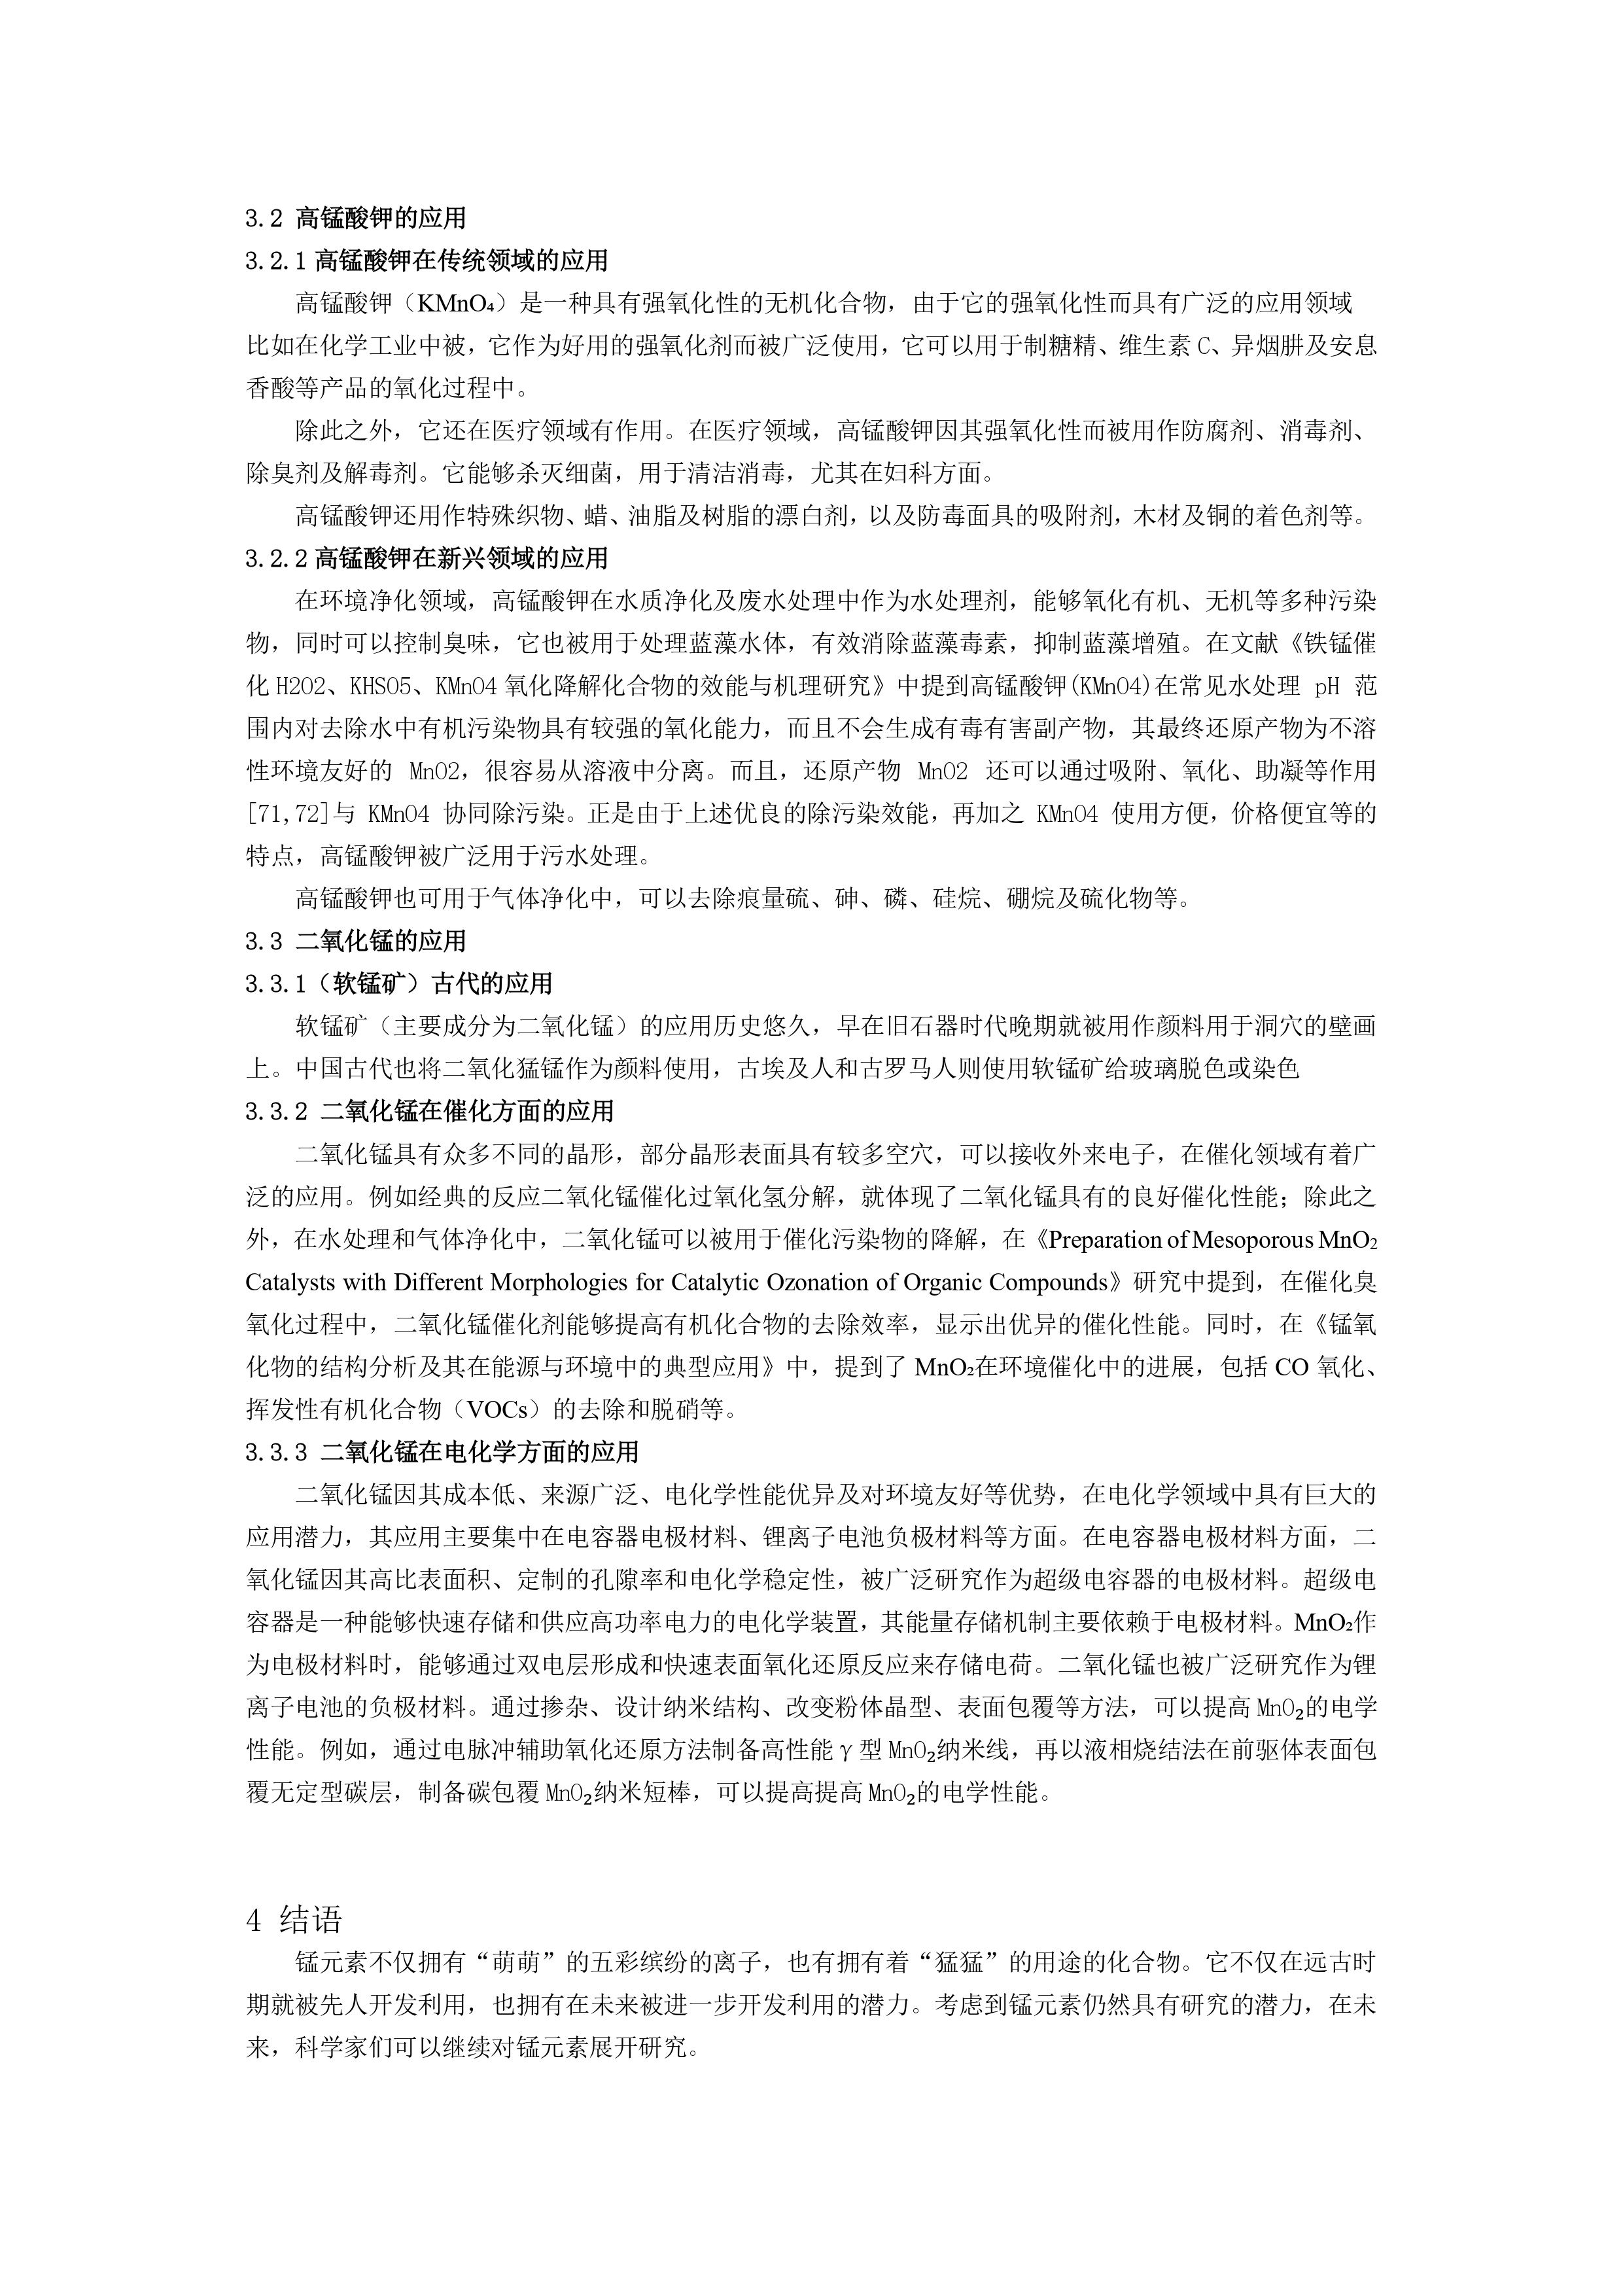 3.2 高锰酸钾的应用
3.2.1高锰酸钾在传统领域的应用
高锰酸钾（KMnO₄）是一种具有强氧化性的无机化合物，由于它的强氧化性而具有广泛的应用领域
比如在化学工业中被，它作为好用的强氧化剂而被广泛使用，它可以用于制糖精、维生素C、异烟肼及安息
香酸等产品的氧化过程中。
除此之外，它还在医疗领域有作用。在医疗领域，高锰酸钾因其强氧化性而被用作防腐剂、消毒剂、
除臭剂及解毒剂。它能够杀灭细菌，用于清洁消毒，尤其在妇科方面。
高锰酸钾还用作特殊织物、蜡、油脂及树脂的漂白剂，以及防毒面具的吸附剂，木材及铜的着色剂等。
3.2.2高锰酸钾在新兴领域的应用
在环境净化领域，高锰酸钾在水质净化及废水处理中作为水处理剂，能够氧化有机、无机等多种污染
物，同时可以控制臭味，它也被用于处理蓝藻水体，有效消除蓝藻毒素，抑制蓝藻增殖。在文献《铁锰催
化H2O2、KHSO5、KMnO4氧化降解化合物的效能与机理研究》中提到高锰酸钾(KMnO4)在常见水处理 pH 范
围内对去除水中有机污染物具有较强的氧化能力，而且不会生成有毒有害副产物，其最终还原产物为不溶
性环境友好的 MnO2，很容易从溶液中分离。而且，还原产物 MnO2 还可以通过吸附、氧化、助凝等作用
[71,72]与 KMnO4 协同除污染。正是由于上述优良的除污染效能，再加之 KMnO4 使用方便，价格便宜等的
特点，高锰酸钾被广泛用于污水处理。
高锰酸钾也可用于气体净化中，可以去除痕量硫、砷、磷、硅烷、硼烷及硫化物等。
3.3 二氧化锰的应用
3.3.1（软锰矿）古代的应用
软锰矿（主要成分为二氧化锰）的应用历史悠久，早在旧石器时代晚期就被用作颜料用于洞穴的壁画
上。中国古代也将二氧化猛锰作为颜料使用，古埃及人和古罗马人则使用软锰矿给玻璃脱色或染色
3.3.2 二氧化锰在催化方面的应用
二氧化锰具有众多不同的晶形，部分晶形表面具有较多空穴，可以接收外来电子，在催化领域有着广
泛的应用。例如经典的反应二氧化锰催化过氧化氢分解，就体现了二氧化锰具有的良好催化性能；除此之
外，在水处理和气体净化中，二氧化锰可以被用于催化污染物的降解，在《Preparation of Mesoporous MnO₂
Catalysts with Different Morphologies for Catalytic Ozonation of Organic Compounds》研究中提到，在催化臭
氧化过程中，二氧化锰催化剂能够提高有机化合物的去除效率，显示出优异的催化性能。同时，在《锰氧
化物的结构分析及其在能源与环境中的典型应用》中，提到了MnO₂在环境催化中的进展，包括CO氧化、
挥发性有机化合物（VOCs）的去除和脱硝等。
3.3.3 二氧化锰在电化学方面的应用
二氧化锰因其成本低、来源广泛、电化学性能优异及对环境友好等优势，在电化学领域中具有巨大的
应用潜力，其应用主要集中在电容器电极材料、锂离子电池负极材料等方面。在电容器电极材料方面，二
氧化锰因其高比表面积、定制的孔隙率和电化学稳定性，被广泛研究作为超级电容器的电极材料。超级电
容器是一种能够快速存储和供应高功率电力的电化学装置，其能量存储机制主要依赖于电极材料。MnO₂作
为电极材料时，能够通过双电层形成和快速表面氧化还原反应来存储电荷。二氧化锰也被广泛研究作为锂
离子电池的负极材料。通过掺杂、设计纳米结构、改变粉体晶型、表面包覆等方法，可以提高MnO₂的电学
性能。例如，通过电脉冲辅助氧化还原方法制备高性能γ型MnO₂纳米线，再以液相烧结法在前驱体表面包
覆无定型碳层，制备碳包覆MnO₂纳米短棒，可以提高提高MnO₂的电学性能。
4 结语
锰元素不仅拥有“萌萌”的五彩缤纷的离子，也有拥有着“猛猛”的用途的化合物。它不仅在远古时
期就被先人开发利用，也拥有在未来被进一步开发利用的潜力。考虑到锰元素仍然具有研究的潜力，在未
来，科学家们可以继续对锰元素展开研究。